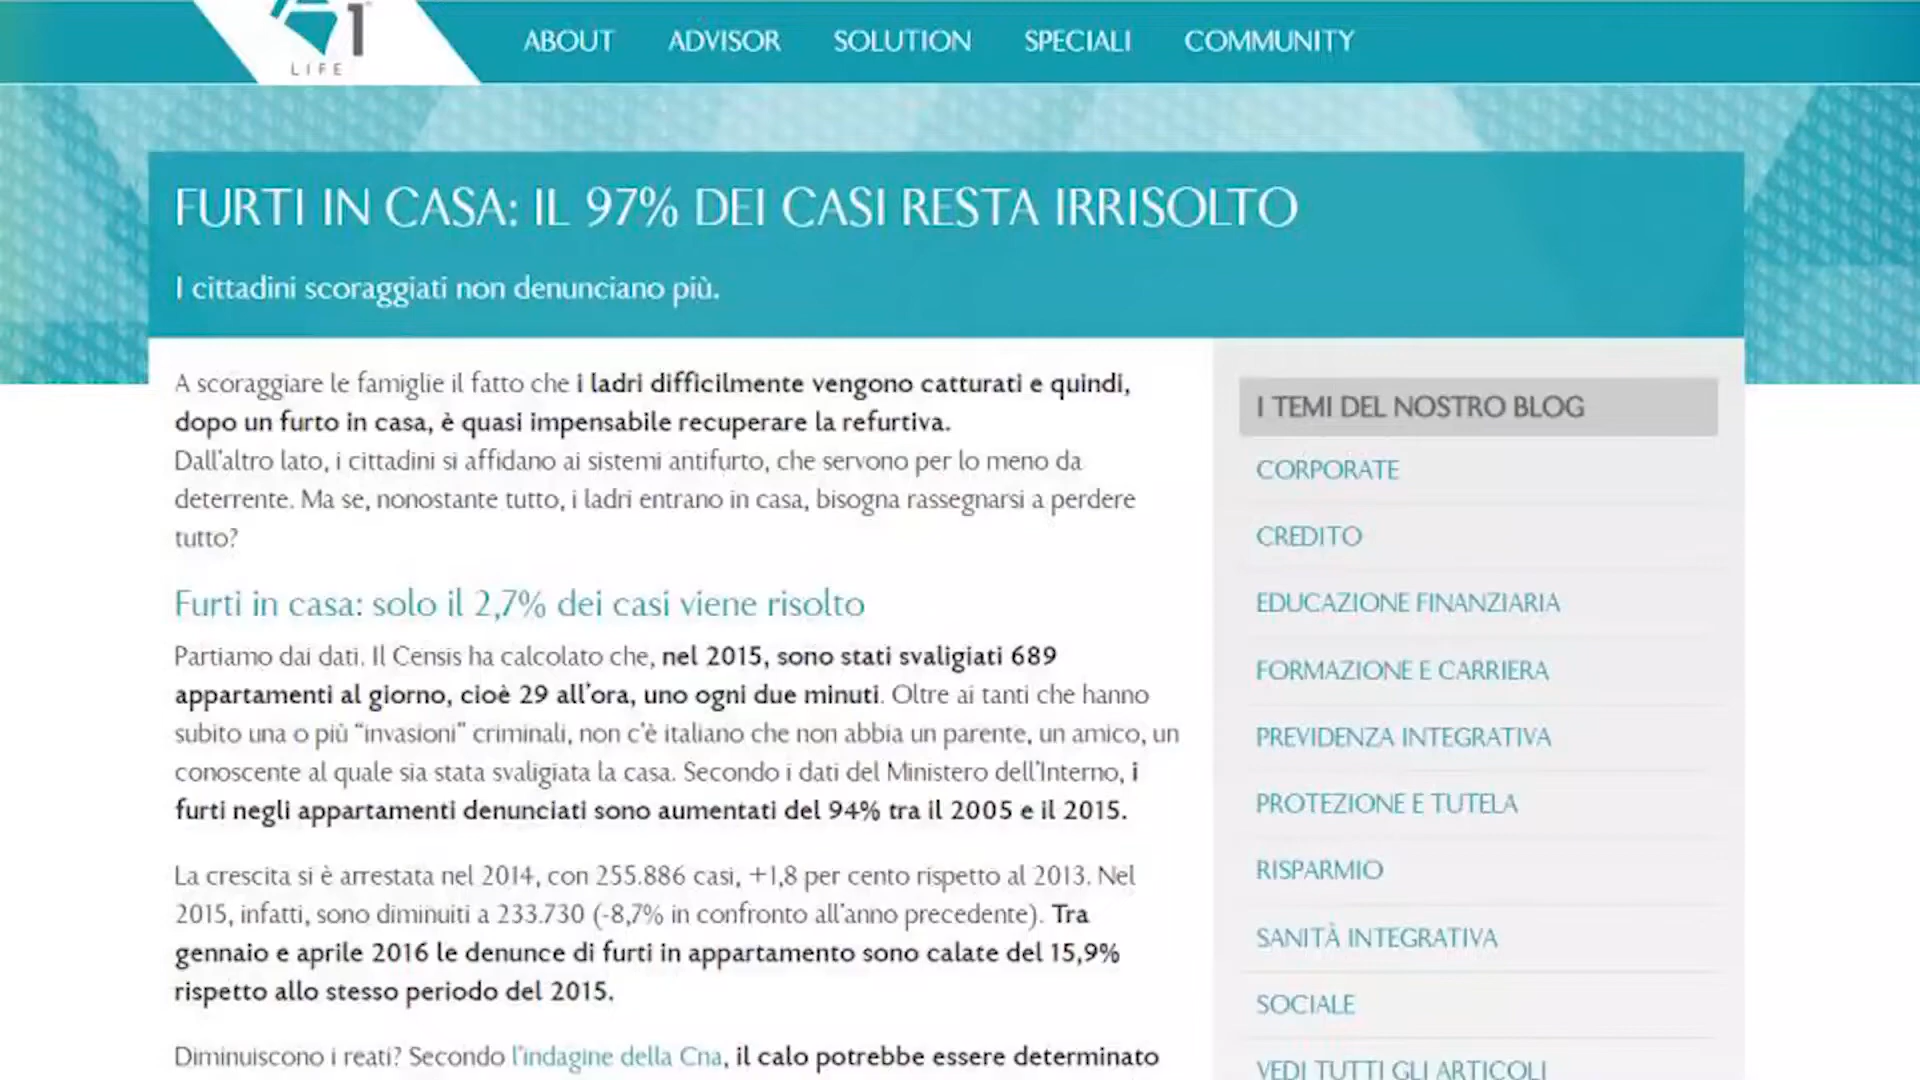 1
LIFE
ABOUT ADVISOR SOLUTION SPECIALI COMMUNITY
FURTI IN CASA: IL 97% DEI CASI RESTA IRRISOLTO
I cittadini scoraggiati non denunciano più.
A scoraggiare le famiglie il fatto che i ladri difficilmente vengono catturati e quindi,
dopo un furto in casa, è quasi impensabile recuperare la refurtiva.
Dall'altro lato, i cittadini si affidano ai sistemi antifurto, che servono per lo meno da
deterrente. Ma se, nonostante tutto, i ladri entrano in casa, bisogna rassegnarsi a perdere
tutto?
Furti in casa: solo il 2,7% dei casi viene risolto
Partiamo dai dati. Il Censis ha calcolato che, nel 2015, sono stati svaligiati 689
appartamenti al giorno, cioè 29 all'ora, uno ogni due minuti. Oltre ai tanti che hanno
subito una o più “invasioni” criminali, non c'è italiano che non abbia un parente, un amico, un
conoscente al quale sia stata svaligiata la casa. Secondo i dati del Ministero dell'Interno, i
furti negli appartamenti denunciati sono aumentati del 94% tra il 2005 e il 2015.
La crescita si è arrestata nel 2014, con 255.886 casi, +1,8 per cento rispetto al 2013. Nel
2015, infatti, sono diminuiti a 233.730 (-8,7% in confronto all'anno precedente). Tra
gennaio e aprile 2016 le denunce di furti in appartamento sono calate del 15,9%
rispetto allo stesso periodo del 2015.
Diminuiscono i reati? Secondo l'indagine della Cna, il calo potrebbe essere determinato
I TEMI DEL NOSTRO BLOG
CORPORATE
CREDITO
EDUCAZIONE FINANZIARIA
FORMAZIONE E CARRIERA
PREVIDENZA INTEGRATIVA
PROTEZIONE E TUTELA
RISPARMIO
SANITÀ INTEGRATIVA
SOCIALE
VEDI TUTTI GLI ARTICOLI